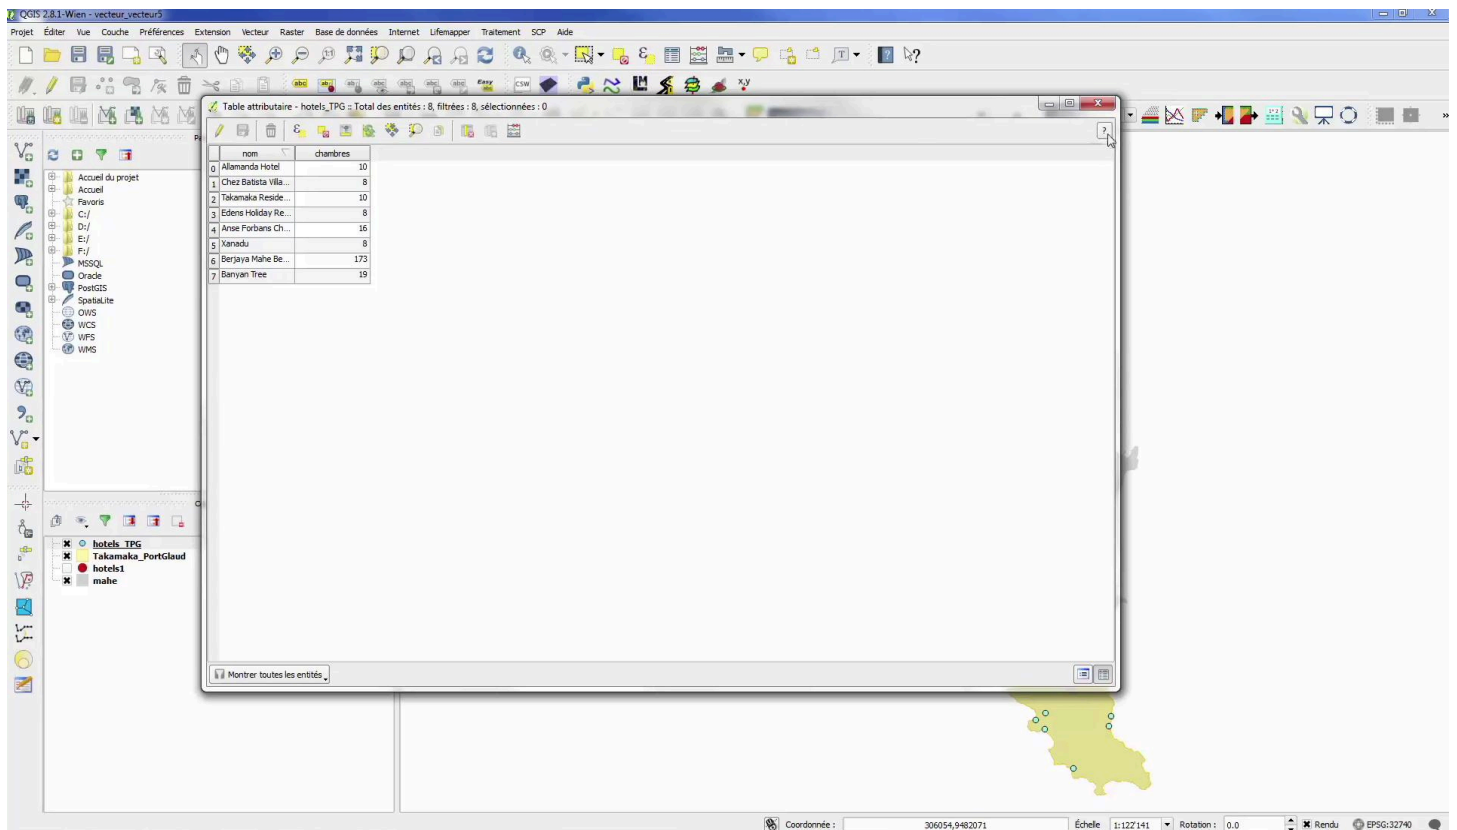 QGIS 2.8.1-Wien - vecteur_vecteur5
Projet Éditer Vue Couche Préférences Extension Vecteur Raster Base de données Internet Lifemapper Traitement SCP Aide
Table attributaire - hotels_TPG :: Total des entités : 8, filtrées : 8, sélectionnées : 0
nom chambres
0 Allamanda Hotel 10
1 Chez Batista Villa... 8
2 Takamaka Reside... 10
3 Edens Holiday Re... 8
4 Anse Forbans Ch... 16
5 Xanadu 8
6 Berjaya Mahe Be... 173
7 Banyan Tree 19
Accueil du projet
Accueil
Favoris
C:/
D:/
E:/
F:/
MSSQL
Oracle
PostGIS
SpatiaLite
OWS
WCS
WFS
WMS
hotels_TPG
Takamaka_PortGlaud
hotels1
mahe
Montrer toutes les entités
Coordonnée : 306054,9482071 Échelle 1:122'141 Rotation : 0.0 Rendu EPSG:32740